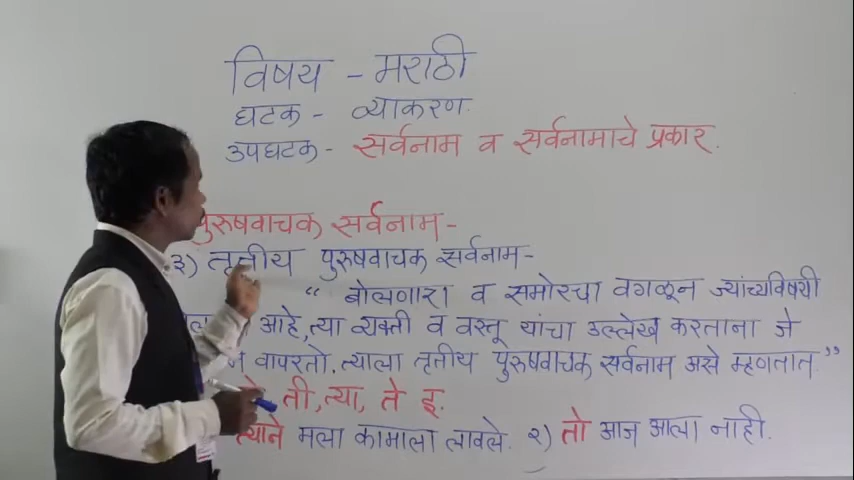 विषय - मराठी
घटक - व्याकरण.
उपघटक - सर्वनाम व सर्वनामाचे प्रकार.
पुरुषवाचक सर्वनाम -
३) तृतीय पुरुषवाचक सर्वनाम -
“ बोलणारा व समोरचा वगळून ज्यांच्याविषयी
आहे, त्या व्यक्ती व वस्तू यांचा उल्लेख करताना जे
वापरतो. त्याला तृतीय पुरुषवाचक सर्वनाम असे म्हणतात. ”
ती, त्या, ते इ.
त्याने मला कामाला लावले. २) तो आज आला नाही.